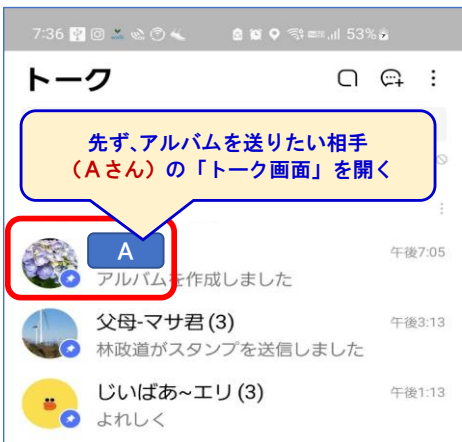 7:36 53%
トーク
先ず、アルバムを送りたい相手
（Aさん）の「トーク画面」を開く
A 午後7:05
アルバムを作成しました
父母-マサ君(3) 午後3:13
林政道がスタンプを送信しました
じいばあ~エリ(3) 午後1:13
よれしく